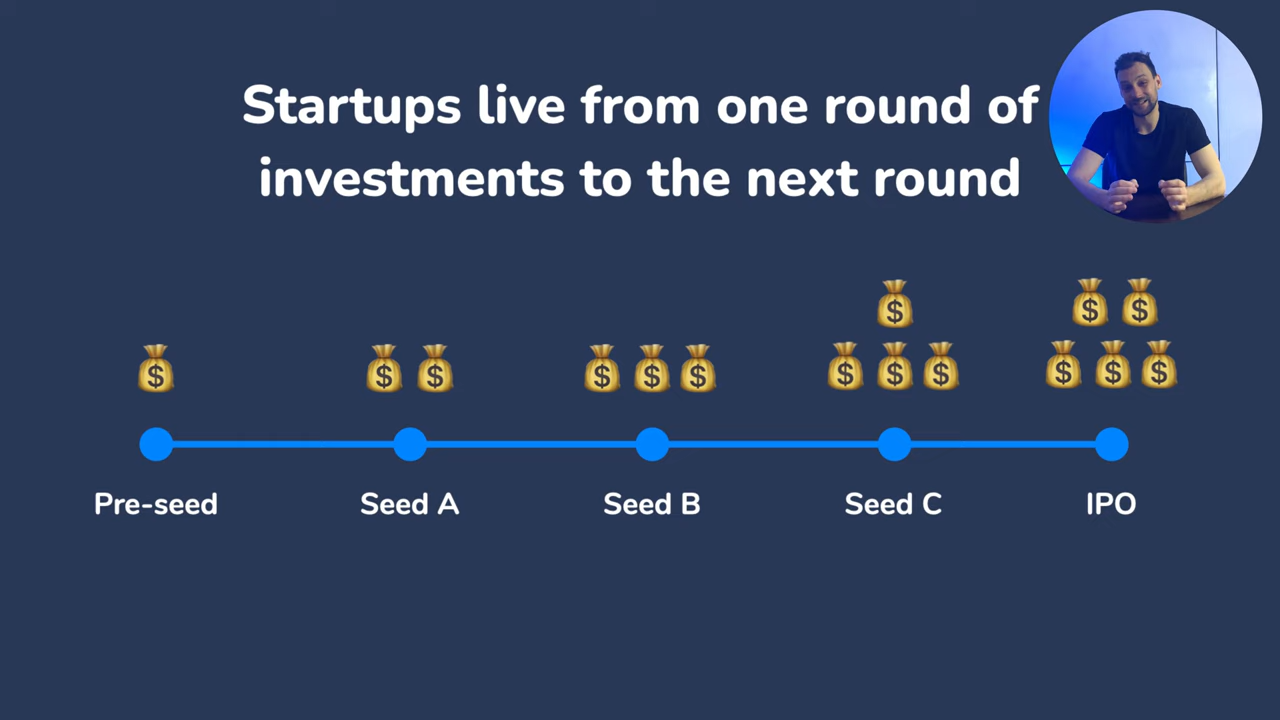 Startups live from one round of
investments to the next round
Pre-seed
Seed A
Seed B
Seed C
IPO